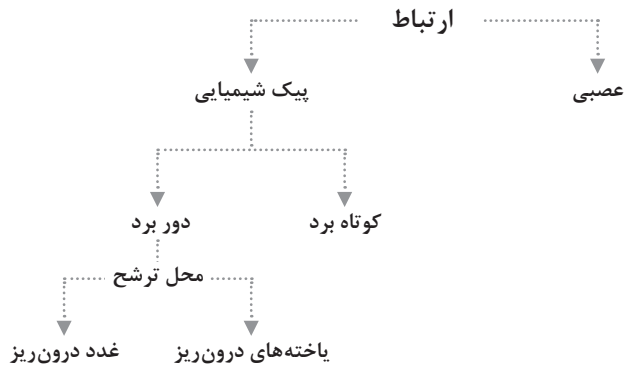 ارتباط
عصبی
پیک شیمیایی
کوتاه برد
دور برد
محل ترشح
یاخته‌های درون‌ریز
غدد درون‌ریز